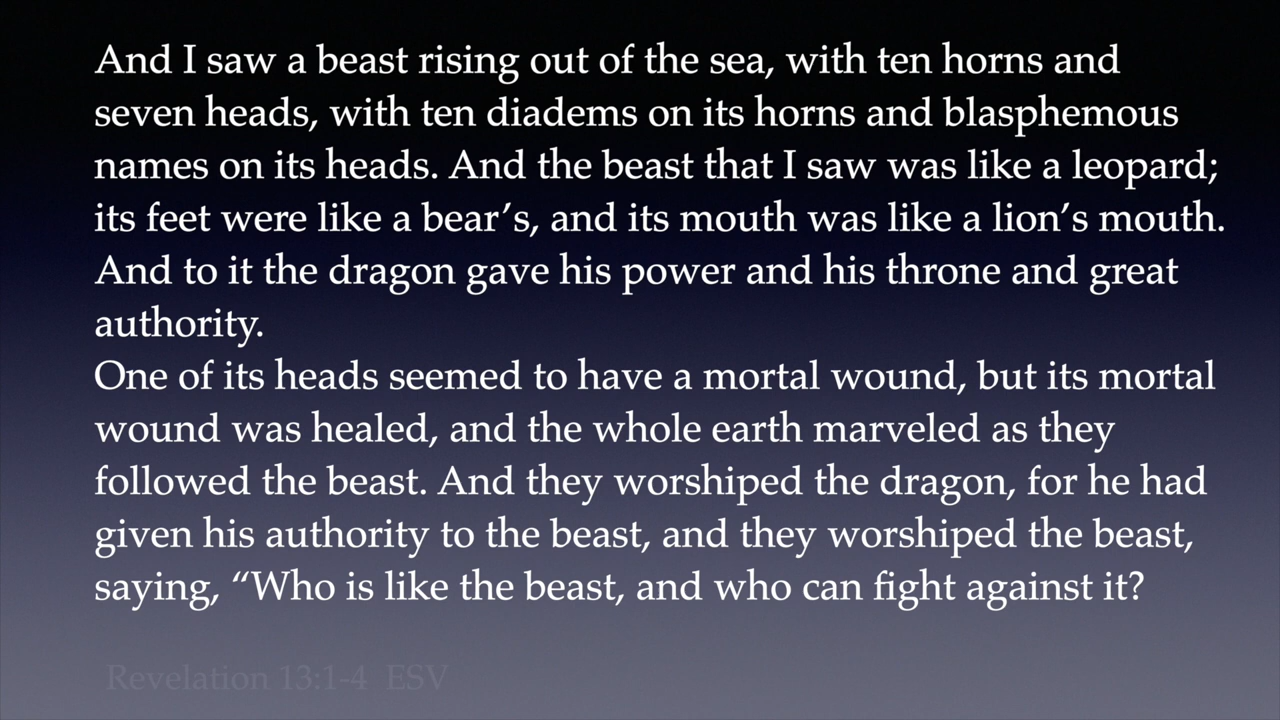 And I saw a beast rising out of the sea, with ten horns and
seven heads, with ten diadems on its horns and blasphemous
names on its heads. And the beast that I saw was like a leopard;
its feet were like a bear’s, and its mouth was like a lion’s mouth.
And to it the dragon gave his power and his throne and great
authority.
One of its heads seemed to have a mortal wound, but its mortal
wound was healed, and the whole earth marveled as they
followed the beast. And they worshiped the dragon, for he had
given his authority to the beast, and they worshiped the beast,
saying, “Who is like the beast, and who can fight against it?
Revelation 13:1-4 ESV